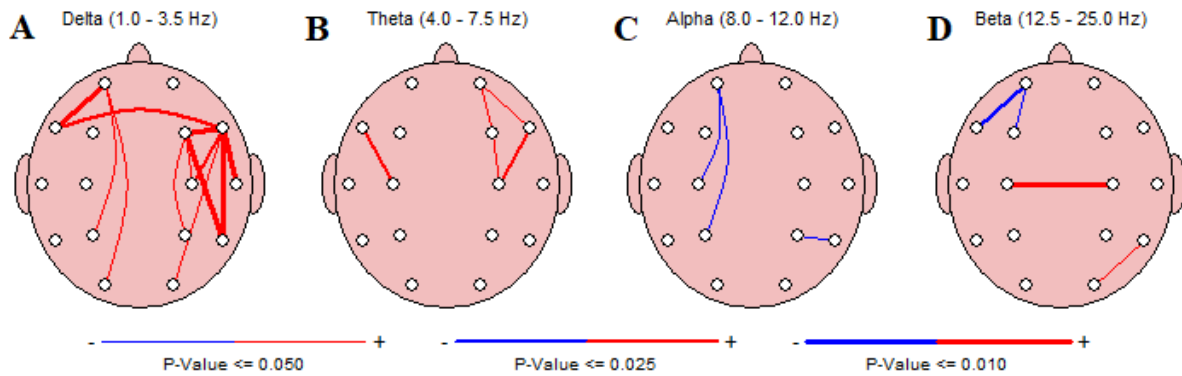 A Delta (1.0 - 3.5 Hz) B Theta (4.0 - 7.5 Hz) C Alpha (8.0 - 12.0 Hz) D Beta (12.5 - 25.0 Hz)
- + - + - +
P-Value <= 0.050 P-Value <= 0.025 P-Value <= 0.010